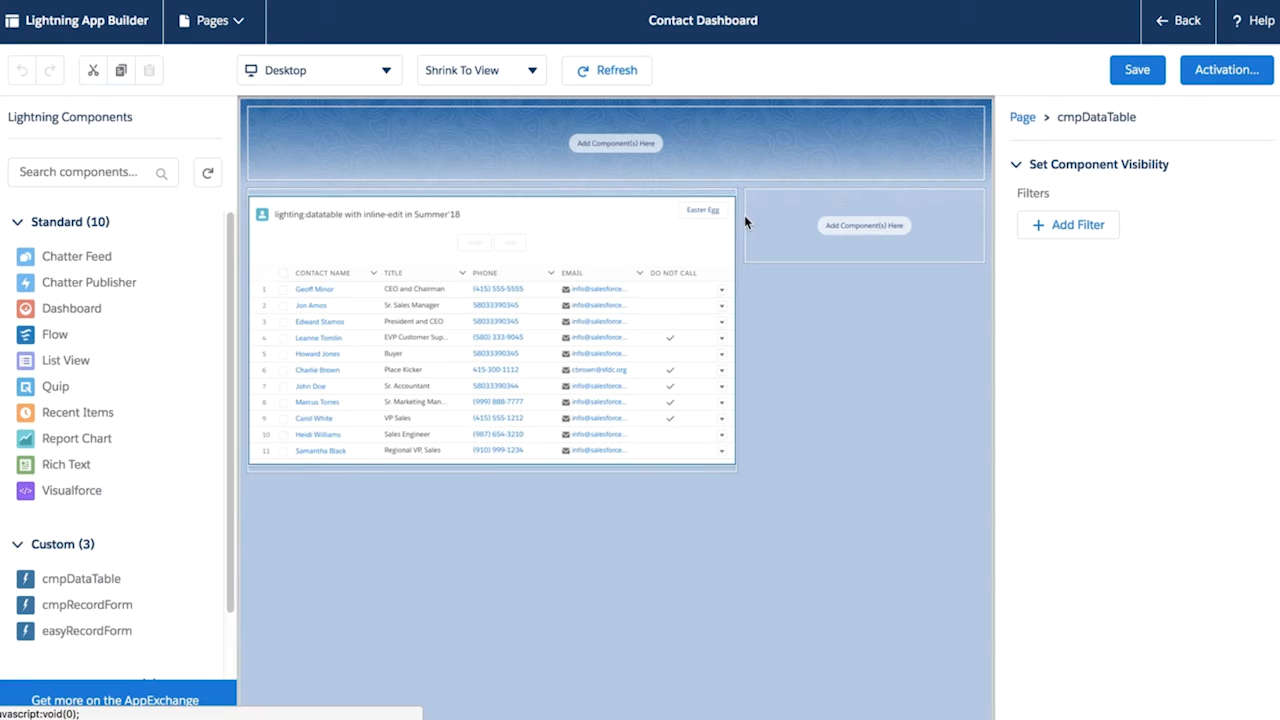 Lightning App Builder Pages Contact Dashboard Back ? Help
Desktop Shrink To View Refresh Save Activation...
Lightning Components
Search components...
Standard (10)
Chatter Feed
Chatter Publisher
Dashboard
Flow
List View
Quip
Recent Items
Report Chart
Rich Text
Visualforce
Custom (3)
cmpDataTable
cmpRecordForm
easyRecordForm
Get more on the AppExchange
avascript:void(0);
Add Component(s) Here
lighting:datatable with inline-edit in Summer'18 Easter Egg
CONTACT NAME TITLE PHONE EMAIL DO NOT CALL
1 Geoff Minor CEO and Chairman (415) 555-5555 info@salesforce...
2 Jon Amos Sr. Sales Manager 58033390345 info@salesforce...
3 Edward Stamos President and CEO 58033390345 info@salesforce...
4 Leanne Tomlin EVP Customer Sup... (580) 333-9045 info@salesforce...
5 Howard Jones Buyer 58033390345 info@salesforce...
6 Charlie Brown Place Kicker 415-300-1112 cbrown@sfdc.org
7 John Doe Sr. Accountant 58033390344 info@salesforce...
8 Marcus Torres Sr. Marketing Man... (999) 888-7777 info@salesforce...
9 Carol White VP Sales (415) 555-1212 info@salesforce...
10 Heidi Williams Sales Engineer (987) 654-3210 info@salesforce...
11 Samantha Black Regional VP, Sales (910) 999-1234 info@salesforce...
Add Component(s) Here
Page > cmpDataTable
Set Component Visibility
Filters
+ Add Filter